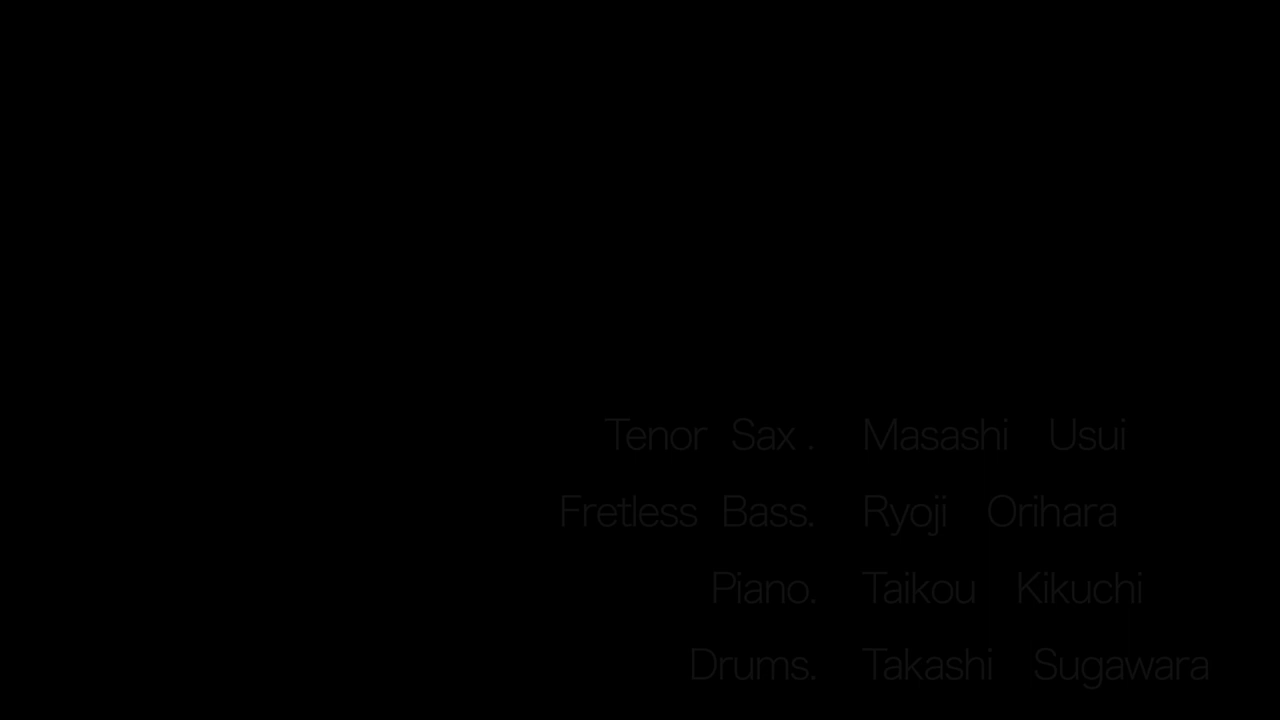 Tenor Sax . Masashi Usui
Fretless Bass. Ryoji Orihara
Piano. Taikou Kikuchi
Drums. Takashi Sugawara